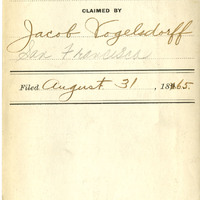 CLAIMED BY
Jacob Vogelsdorff
San Francisco
Filed August 31, 1865.